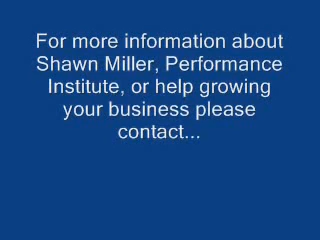 For more information about
Shawn Miller, Performance
Institute, or help growing
your business please
contact...